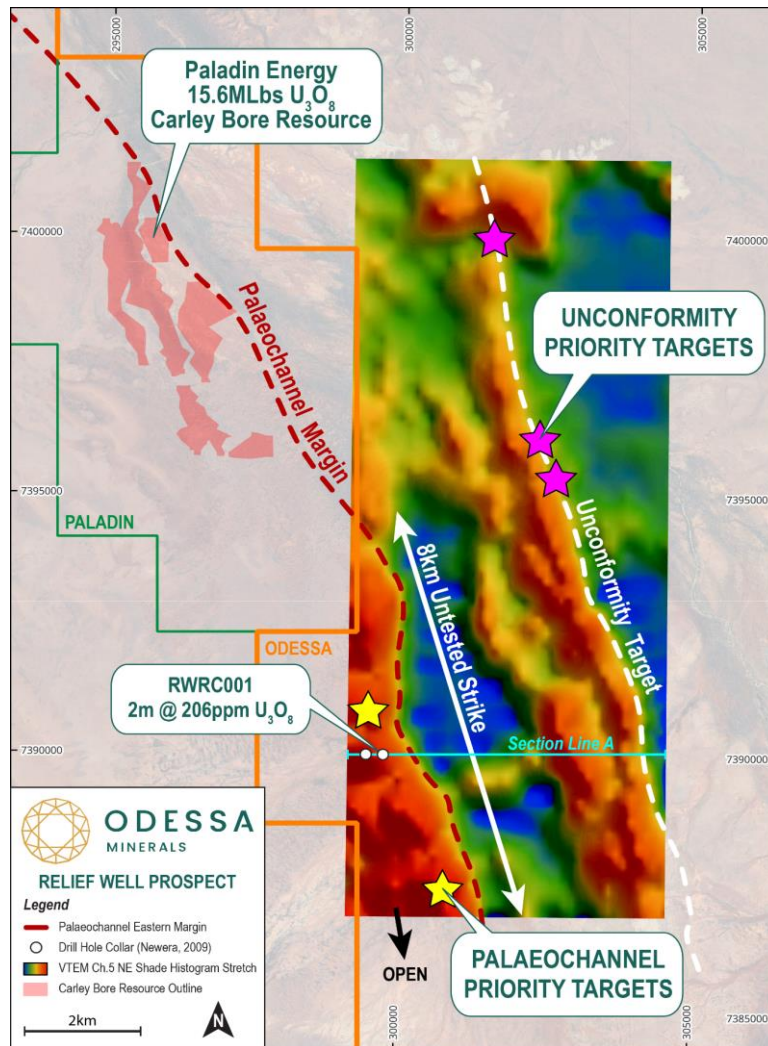 295000
300000
305000
Paladin Energy
15.6MLbs U₃O₈
Carley Bore Resource
7400000
7400000
UNCONFORMITY
PRIORITY TARGETS
Palaeochannel Margin
7395000
7395000
PALADIN
8km Untested Strike
Unconformity Target
ODESSA
RWRC001
2m @ 206ppm U₃O₈
Section Line A
7390000
7390000
ODESSA
MINERALS
RELIEF WELL PROSPECT
Legend
Palaeochannel Eastern Margin
Drill Hole Collar (Newera, 2009)
VTEM Ch.5 NE Shade Histogram Stretch
Carley Bore Resource Outline
2km
N
OPEN
PALAEOCHANNEL
PRIORITY TARGETS
7385000
300000
305000